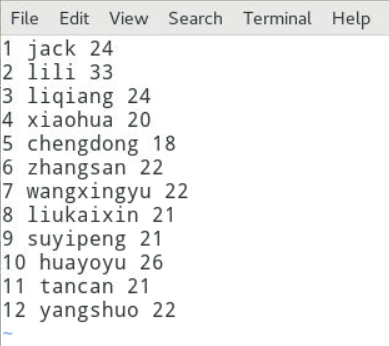 File Edit View Search Terminal Help
1 jack 24
2 lili 33
3 liqiang 24
4 xiaohua 20
5 chengdong 18
6 zhangsan 22
7 wangxingyu 22
8 liukaixin 21
9 suyipeng 21
10 huayoyu 26
11 tancan 21
12 yangshuo 22
~